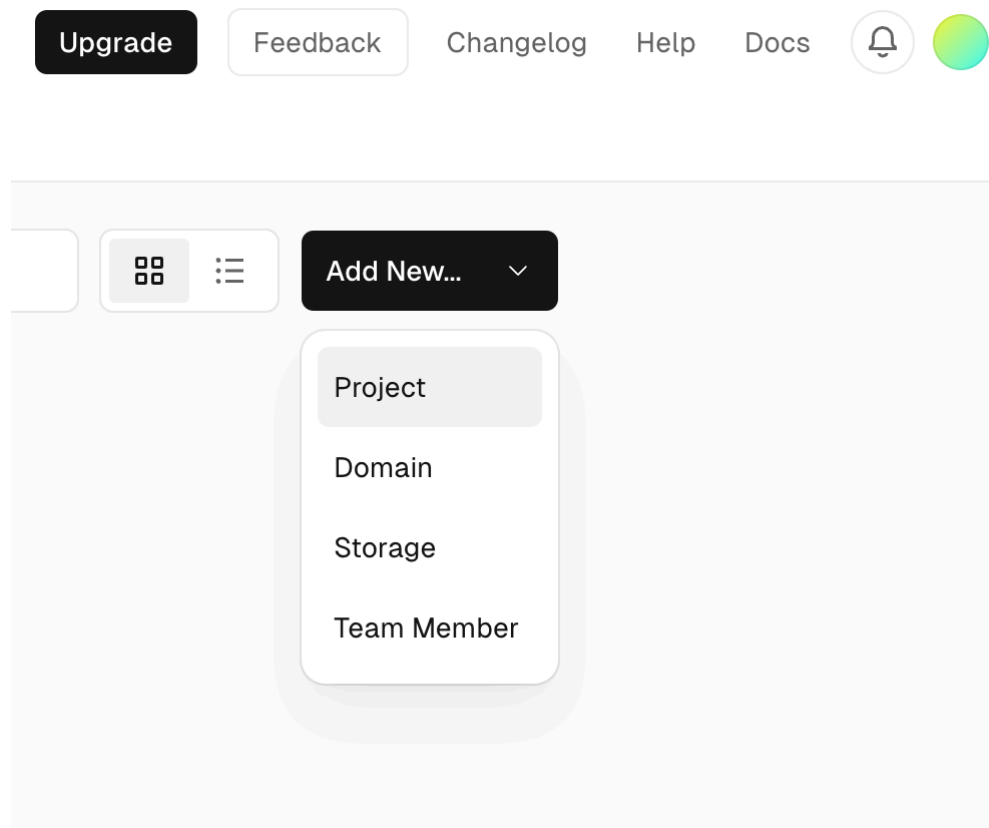 Upgrade Feedback Changelog Help Docs
Add New...
Project
Domain
Storage
Team Member